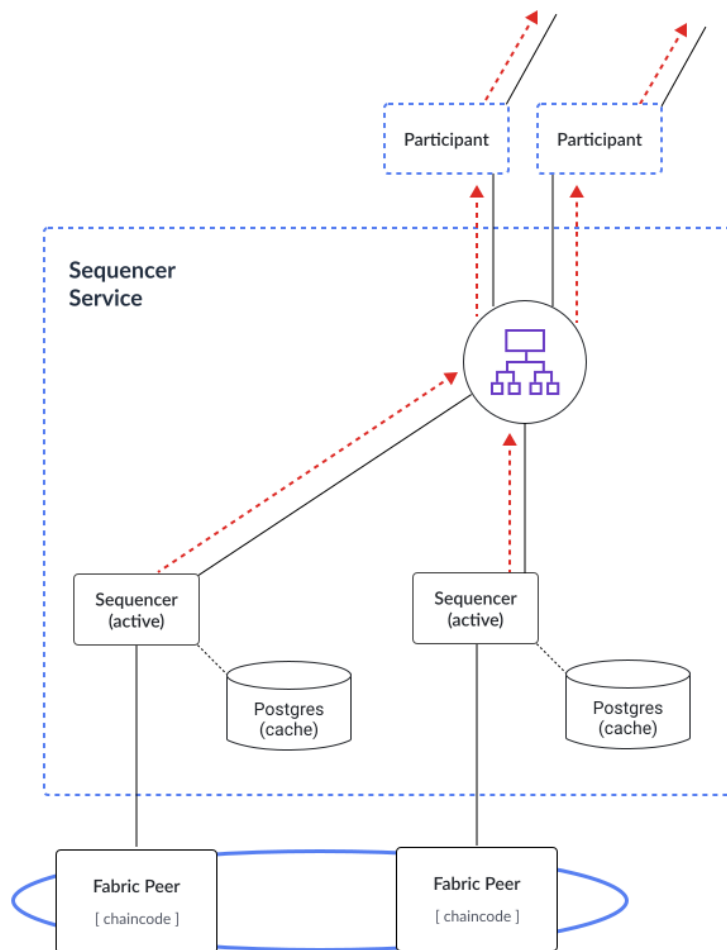 Participant
Participant
Sequencer
Service
Sequencer
(active)
Sequencer
(active)
Postgres
(cache)
Postgres
(cache)
Fabric Peer
[ chaincode ]
Fabric Peer
[ chaincode ]